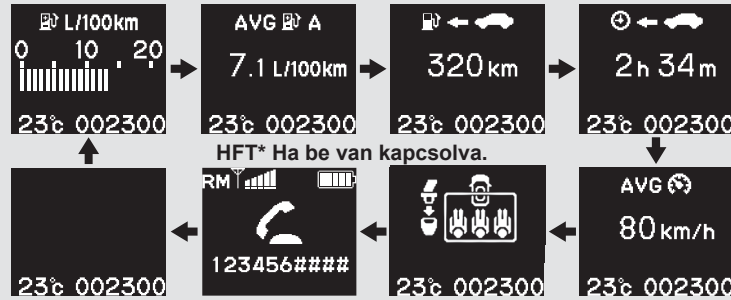 L/100km
0 10 20
23°c 002300
AVG A
7.1 L/100km
23°c 002300
320 km
23°c 002300
2h 34m
23°c 002300
HFT* Ha be van kapcsolva.
23°c 002300
RM
123456####
23°c 002300
AVG
80 km/h
23°c 002300